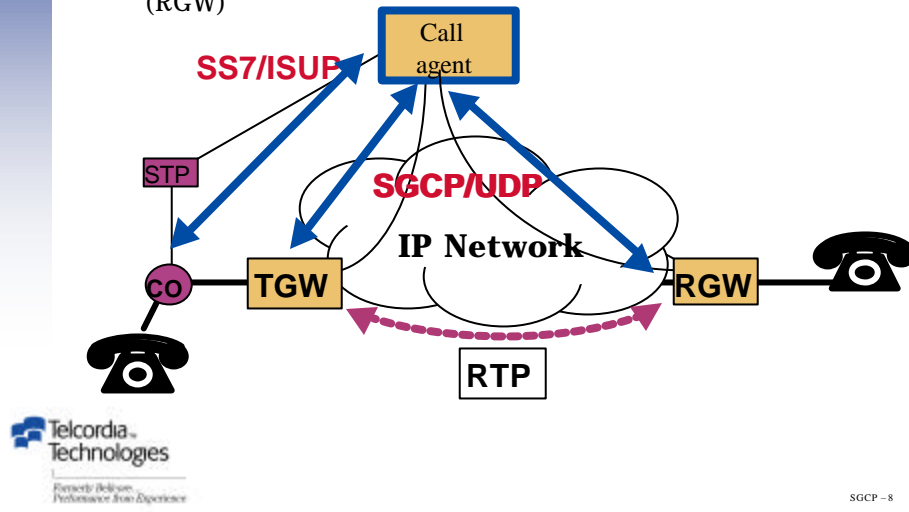 (RGW)
Call
agent
SS7/ISUP
STP
SGCP/UDP
IP Network
CO
TGW
RGW
RTP
Telcordia™
Technologies
Formerly Bellcore...
Performance from Experience
SGCP – 8